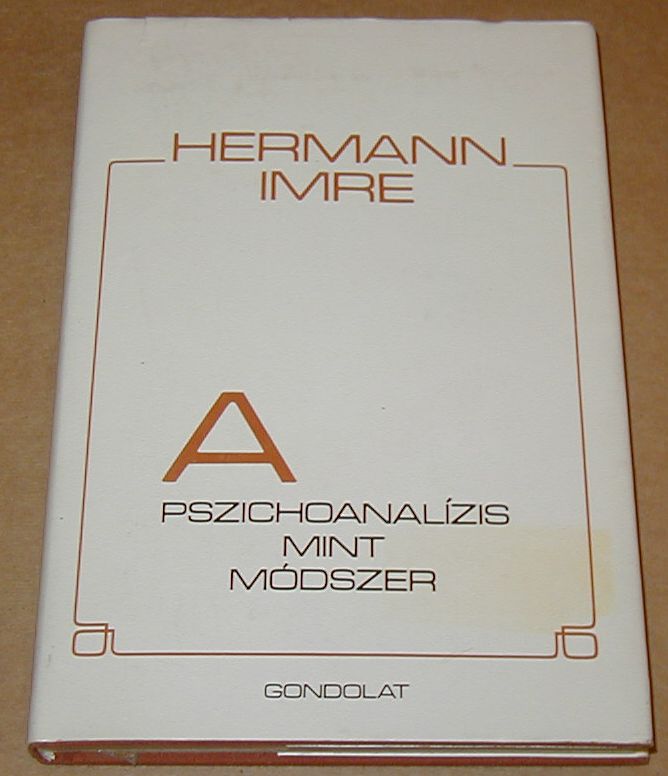 HERMANN
IMRE
A
PSZICHOANALÍZIS
MINT
MÓDSZER
GONDOLAT